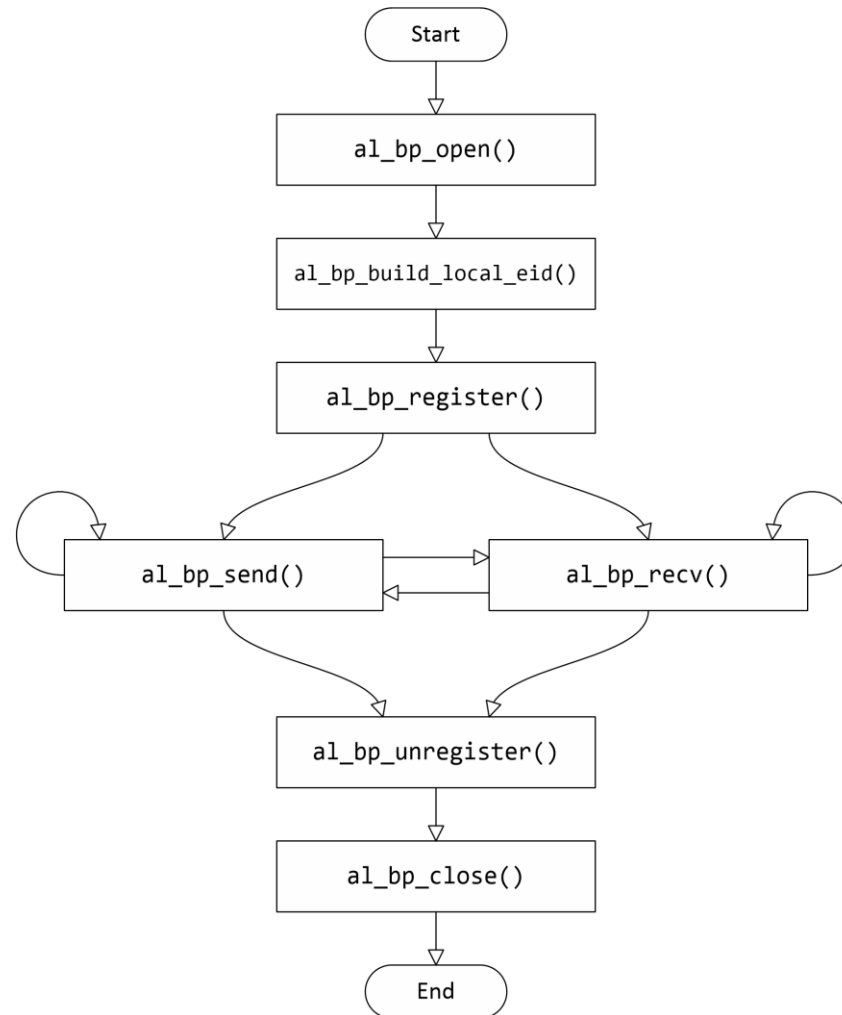 Start
al_bp_open()
al_bp_build_local_eid()
al_bp_register()
al_bp_send()
al_bp_recv()
al_bp_unregister()
al_bp_close()
End